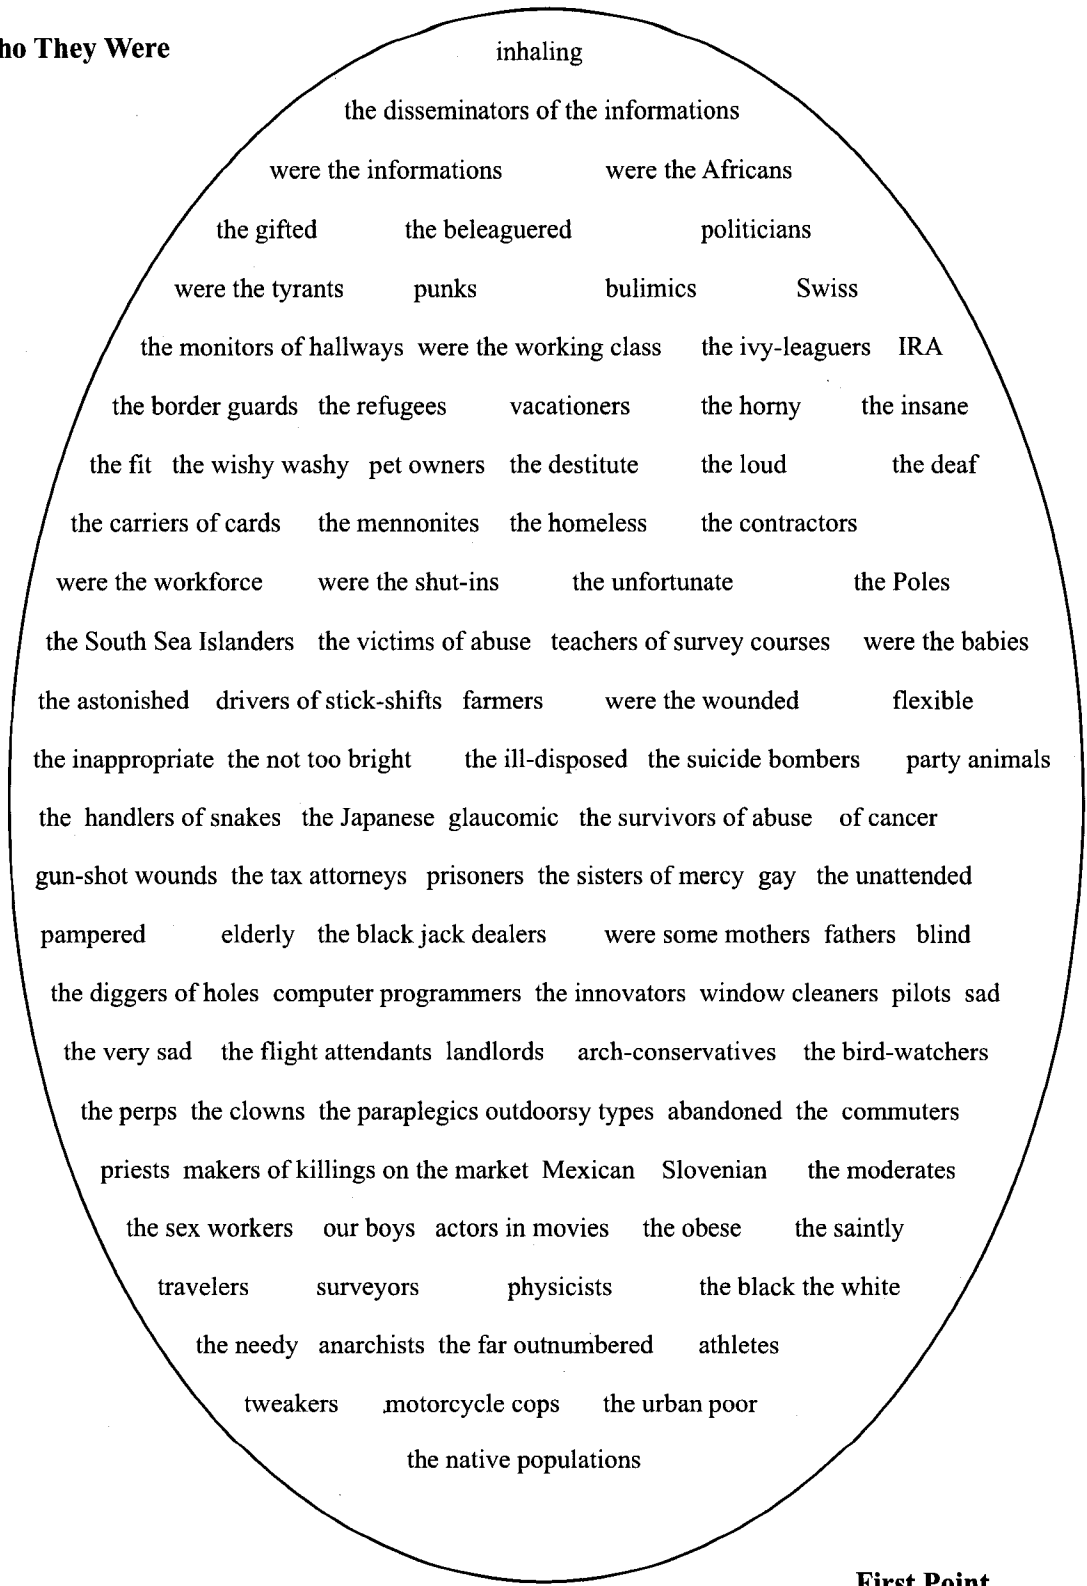 ho They Were
inhaling
the disseminators of the informations
were the informations were the Africans
the gifted the beleaguered politicians
were the tyrants punks bulimics Swiss
the monitors of hallways were the working class the ivy-leaguers IRA
the border guards the refugees vacationers the horny the insane
the fit the wishy washy pet owners the destitute the loud the deaf
the carriers of cards the mennonites the homeless the contractors
were the workforce were the shut-ins the unfortunate the Poles
the South Sea Islanders the victims of abuse teachers of survey courses were the babies
the astonished drivers of stick-shifts farmers were the wounded flexible
the inappropriate the not too bright the ill-disposed the suicide bombers party animals
the handlers of snakes the Japanese glaucomic the survivors of abuse of cancer
gun-shot wounds the tax attorneys prisoners the sisters of mercy gay the unattended
pampered elderly the black jack dealers were some mothers fathers blind
the diggers of holes computer programmers the innovators window cleaners pilots sad
the very sad the flight attendants landlords arch-conservatives the bird-watchers
the perps the clowns the paraplegics outdoorsy types abandoned the commuters
priests makers of killings on the market Mexican Slovenian the moderates
the sex workers our boys actors in movies the obese the saintly
travelers surveyors physicists the black the white
the needy anarchists the far outnumbered athletes
tweakers motorcycle cops the urban poor
the native populations
First Point